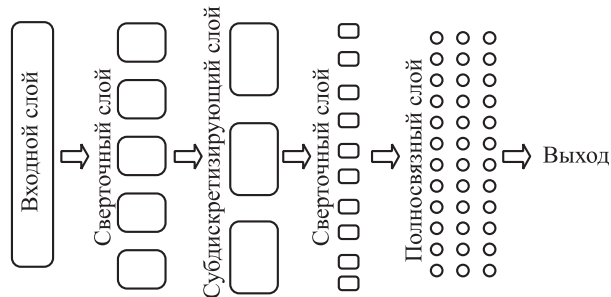 Входной слой
Сверточный слой
Субдискретизирующий слой
Сверточный слой
Полносвязный слой
Выход